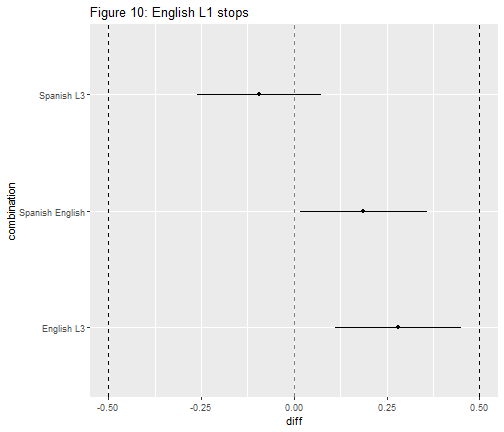 Figure 10: English L1 stops
combination
Spanish L3
Spanish English
English L3
-0.50 -0.25 0.00 0.25 0.50
diff